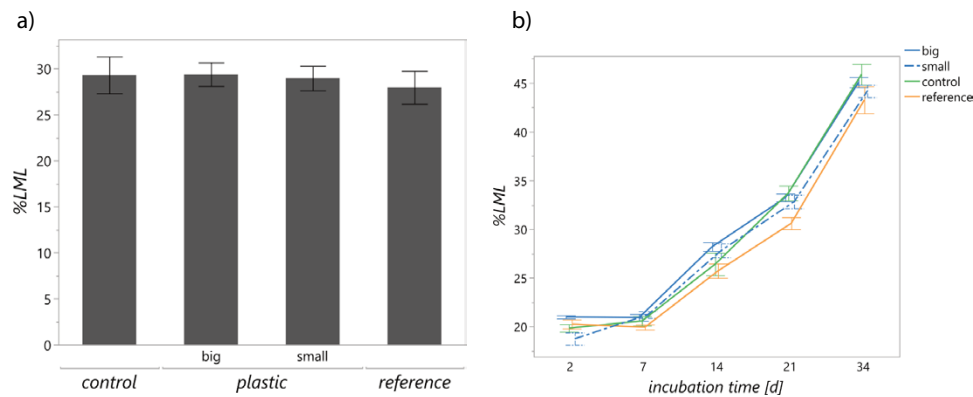 a)
%LML
30
25
20
15
10
5
0
big small
control plastic reference
b)
%LML
45
40
35
30
25
20
2 7 14 21 34
incubation time [d]
big
small
control
reference